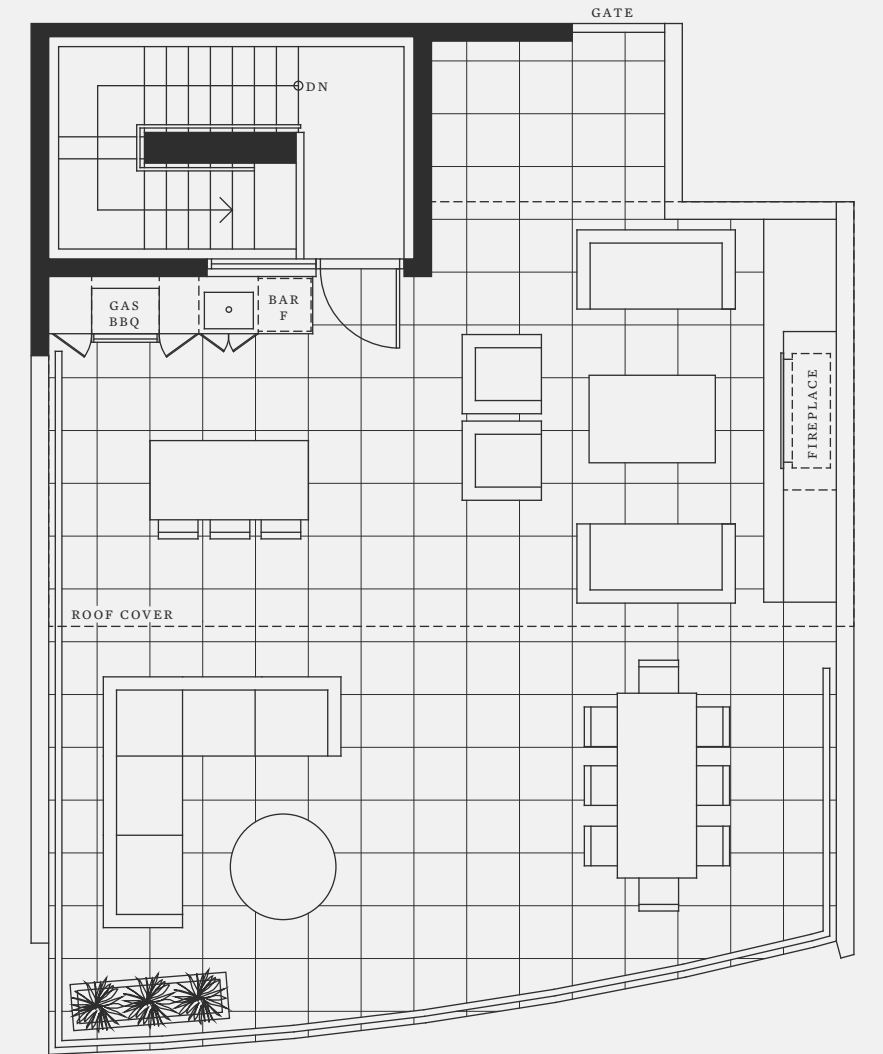 GATE
DN
GAS
BBQ
BAR
F
FIREPLACE
ROOF COVER